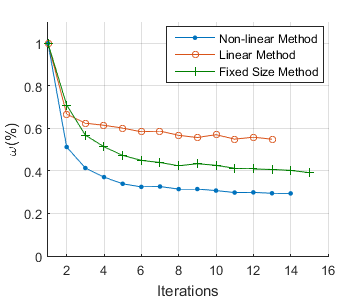 Non-linear Method
Linear Method
Fixed Size Method
1
0.8
0.6
0.4
0.2
0
ω(%)
2 4 6 8 10 12 14 16
Iterations